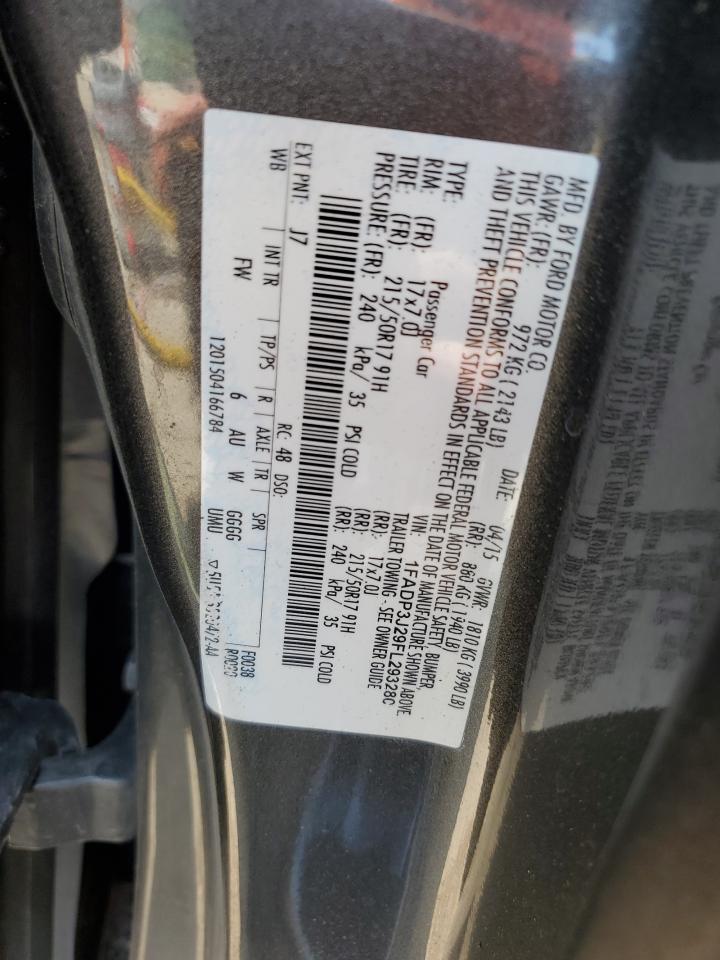 MFD. BY FORD MOTOR CO.
DATE: 04/15 GVWR: 1810 KG ( 3990 LB)
GAWR: (FR): 972 KG ( 2143 LB) (RR): 860 KG ( 1940 LB)
THIS VEHICLE CONFORMS TO ALL APPLICABLE FEDERAL MOTOR VEHICLE SAFETY, BUMPER
AND THEFT PREVENTION STANDARDS IN EFFECT ON THE DATE OF MANUFACTURE SHOWN ABOVE
VIN: 1FADP3J29FL29328C
TYPE: Passenger Car TRAILER TOWING - SEE OWNER GUIDE
RIM: (FR): 17x7.0J (RR): 17x7.0J
TIRE: (FR): 215/50R17 91H (RR): 215/50R17 91H
PRESSURE: (FR): 240 kPa/ 35 PSI COLD (RR): 240 kPa/ 35 PSI COLD
EXT PNT: J7 RC: 48 DSO: F0038
WB INT TR TP/PS R AXLE TR SPR
FW 6 AU W GGGG
1201504166784 UMU